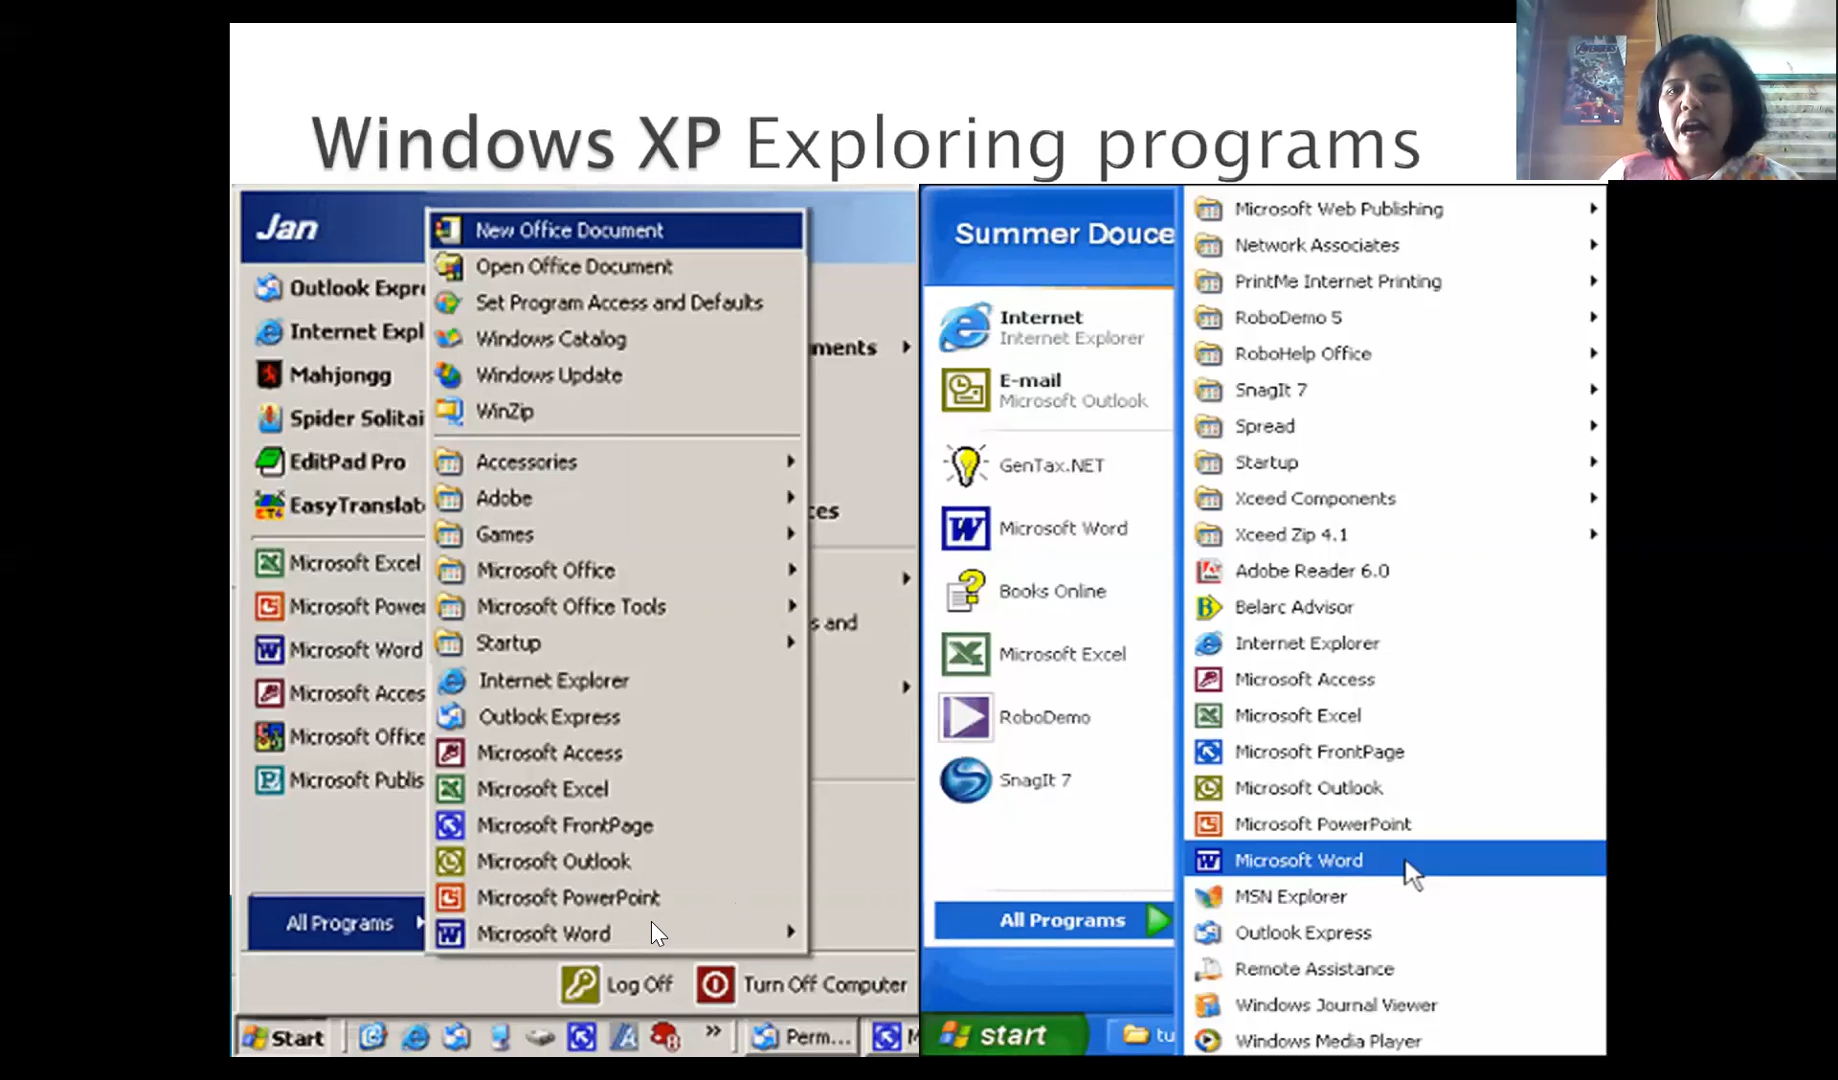 Windows XP Exploring programs
AVENGERS
Jan
Outlook Expre
Internet Expl
Mahjongg
Spider Solitai
EditPad Pro
EasyTranslat
Microsoft Excel
Microsoft Power
Microsoft Word
Microsoft Acces
Microsoft Office
Microsoft Publis
All Programs
New Office Document
Open Office Document
Set Program Access and Defaults
Windows Catalog
Windows Update
WinZip
Accessories
Adobe
Games
Microsoft Office
Microsoft Office Tools
Startup
Internet Explorer
Outlook Express
Microsoft Access
Microsoft Excel
Microsoft FrontPage
Microsoft Outlook
Microsoft PowerPoint
Microsoft Word
ments
ces
s and
Log Off
Turn Off Computer
Start
Perm...
M
Summer Douce
Internet
Internet Explorer
E-mail
Microsoft Outlook
GenTax.NET
Microsoft Word
Books Online
Microsoft Excel
RoboDemo
SnagIt 7
All Programs
start
tu
Microsoft Web Publishing
Network Associates
PrintMe Internet Printing
RoboDemo 5
RoboHelp Office
SnagIt 7
Spread
Startup
Xceed Components
Xceed Zip 4.1
Adobe Reader 6.0
Belarc Advisor
Internet Explorer
Microsoft Access
Microsoft Excel
Microsoft FrontPage
Microsoft Outlook
Microsoft PowerPoint
Microsoft Word
MSN Explorer
Outlook Express
Remote Assistance
Windows Journal Viewer
Windows Media Player